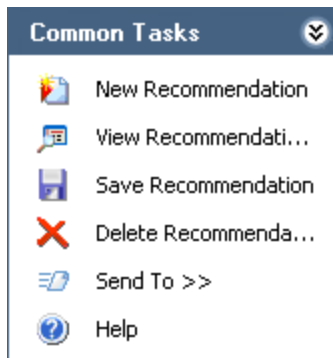 Common Tasks
New Recommendation
View Recommendati...
Save Recommendation
Delete Recommenda...
Send To >>
Help